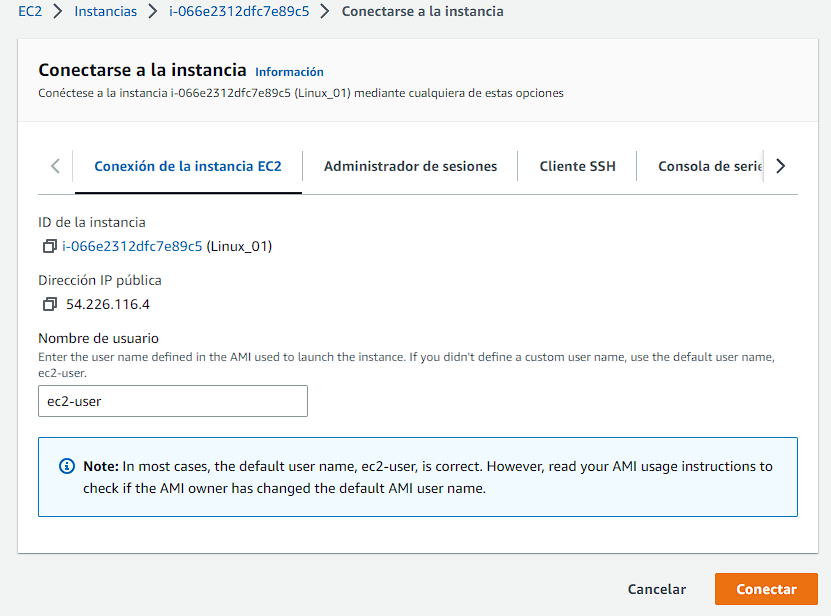 EC2 > Instancias > i-066e2312dfc7e89c5 > Conectarse a la instancia
Conectarse a la instancia Información
Conéctese a la instancia i-066e2312dfc7e89c5 (Linux_01) mediante cualquiera de estas opciones
Conexión de la instancia EC2 Administrador de sesiones Cliente SSH Consola de serie
ID de la instancia
i-066e2312dfc7e89c5 (Linux_01)
Dirección IP pública
54.226.116.4
Nombre de usuario
Enter the user name defined in the AMI used to launch the instance. If you didn't define a custom user name, use the default user name,
ec2-user.
ec2-user
Note: In most cases, the default user name, ec2-user, is correct. However, read your AMI usage instructions to
check if the AMI owner has changed the default AMI user name.
Cancelar Conectar